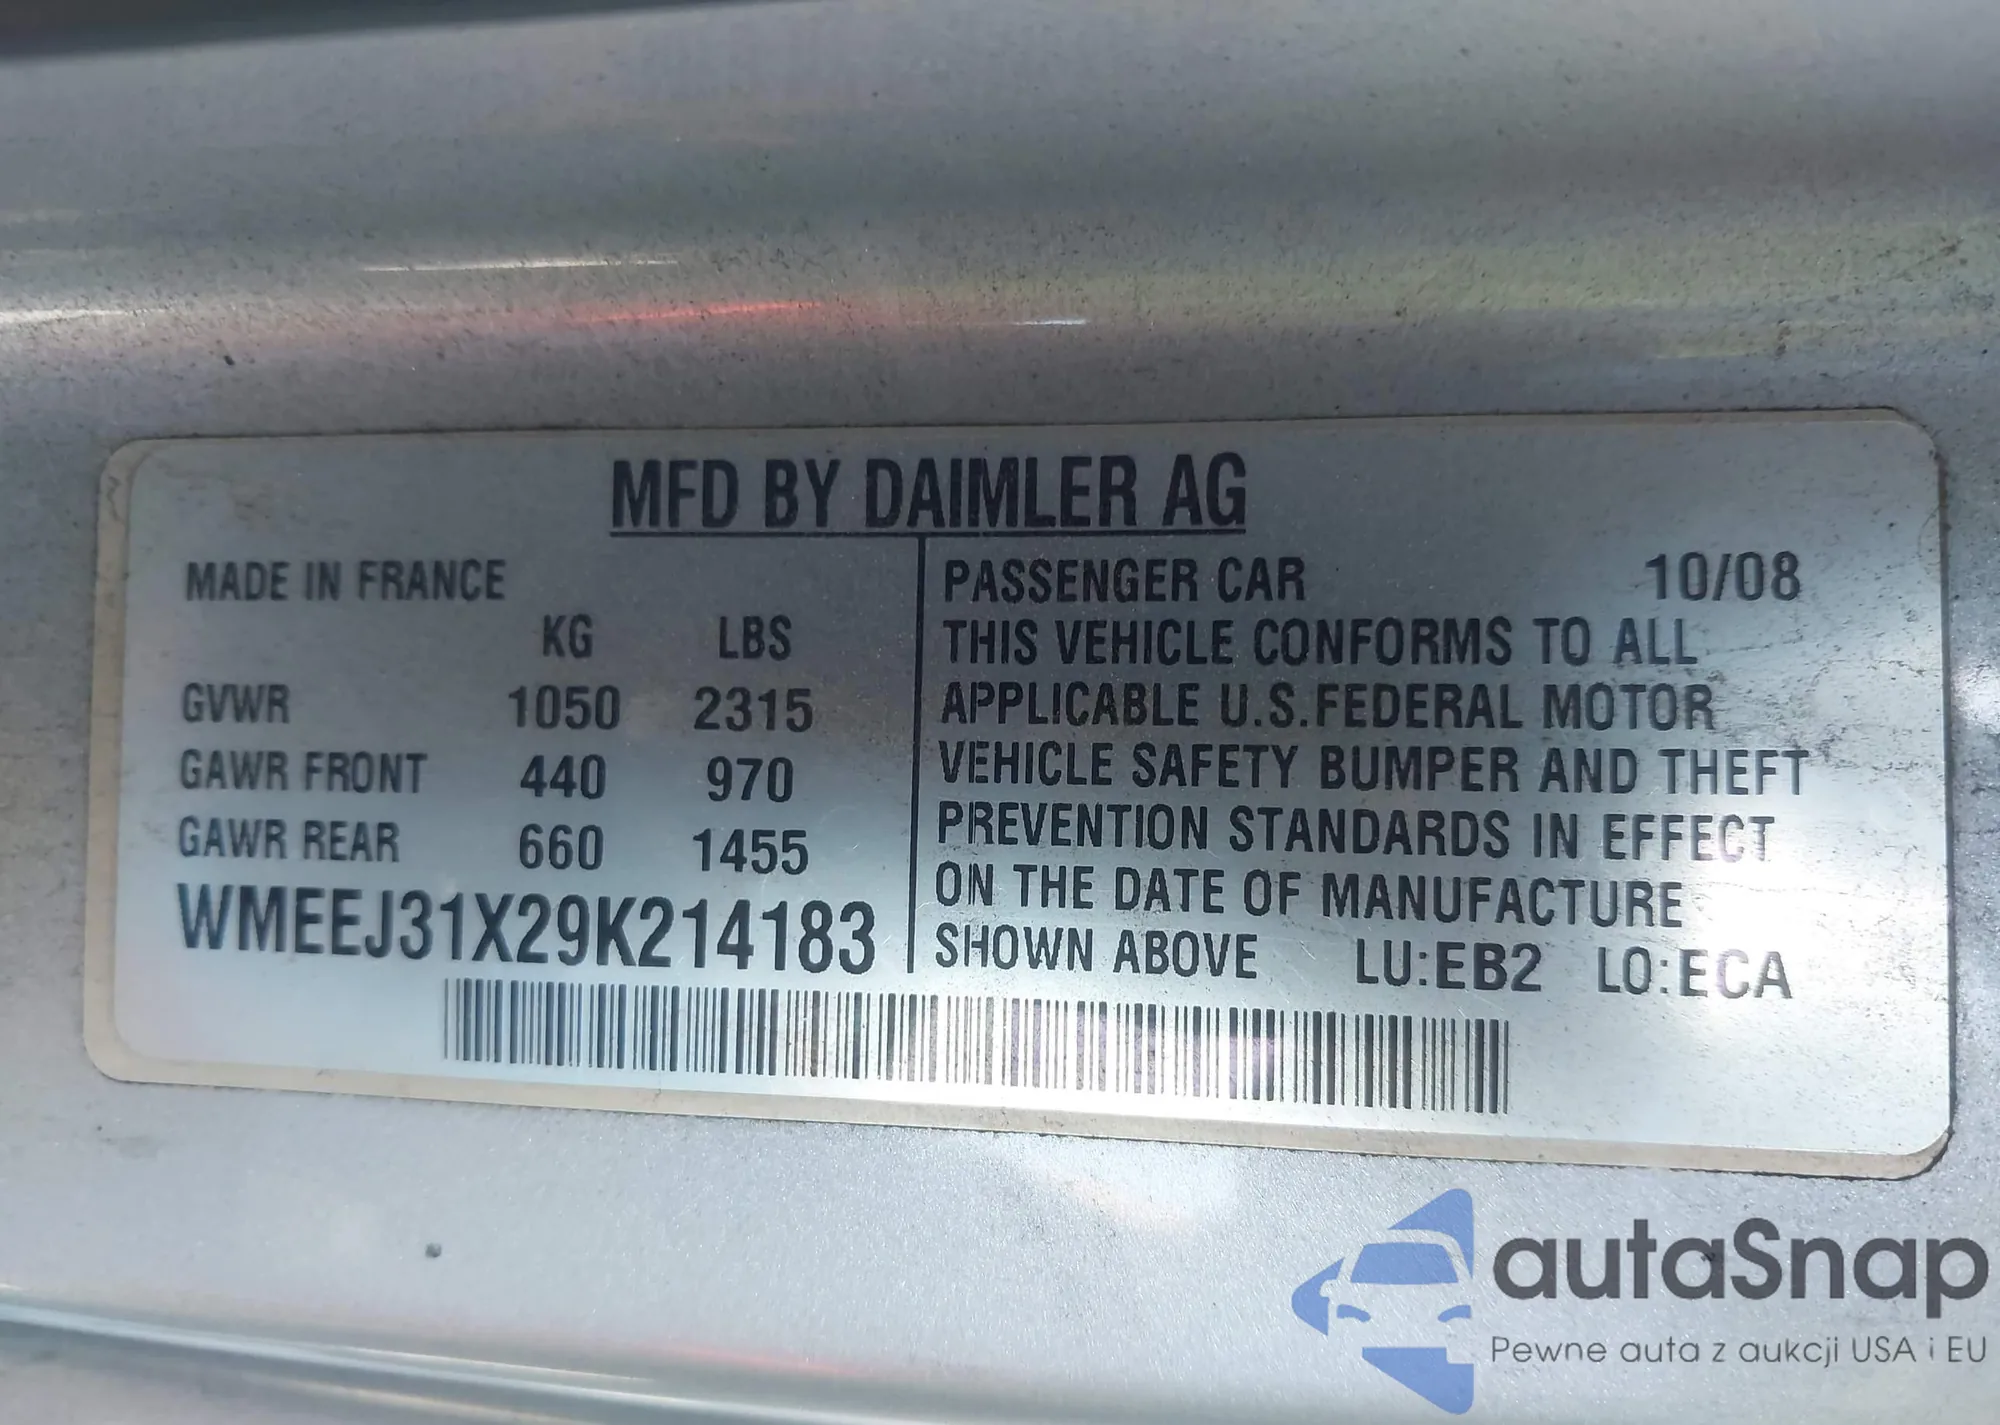 MFD BY DAIMLER AG
MADE IN FRANCE
KG LBS
GVWR 1050 2315
GAWR FRONT 440 970
GAWR REAR 660 1455
WMEEJ31X29K214183
PASSENGER CAR 10/08
THIS VEHICLE CONFORMS TO ALL
APPLICABLE U.S.FEDERAL MOTOR
VEHICLE SAFETY BUMPER AND THEFT
PREVENTION STANDARDS IN EFFECT
ON THE DATE OF MANUFACTURE
SHOWN ABOVE LU:EB2 LO:ECA
autaSnap
Pewne auta z aukcji USA i EU